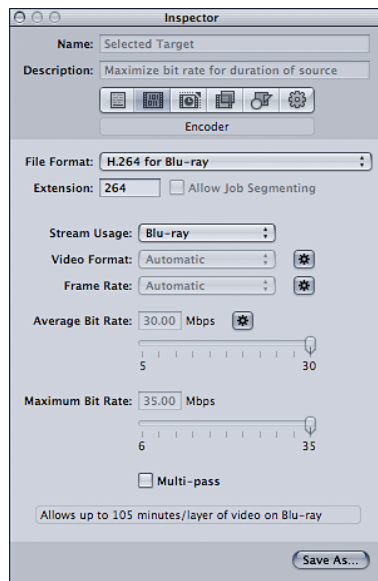 Inspector
Name: Selected Target
Description: Maximize bit rate for duration of source
Encoder
File Format: H.264 for Blu-ray
Extension: 264 Allow Job Segmenting
Stream Usage: Blu-ray
Video Format: Automatic
Frame Rate: Automatic
Average Bit Rate: 30.00 Mbps
5 30
Maximum Bit Rate: 35.00 Mbps
6 35
Multi-pass
Allows up to 105 minutes/layer of video on Blu-ray
Save As...